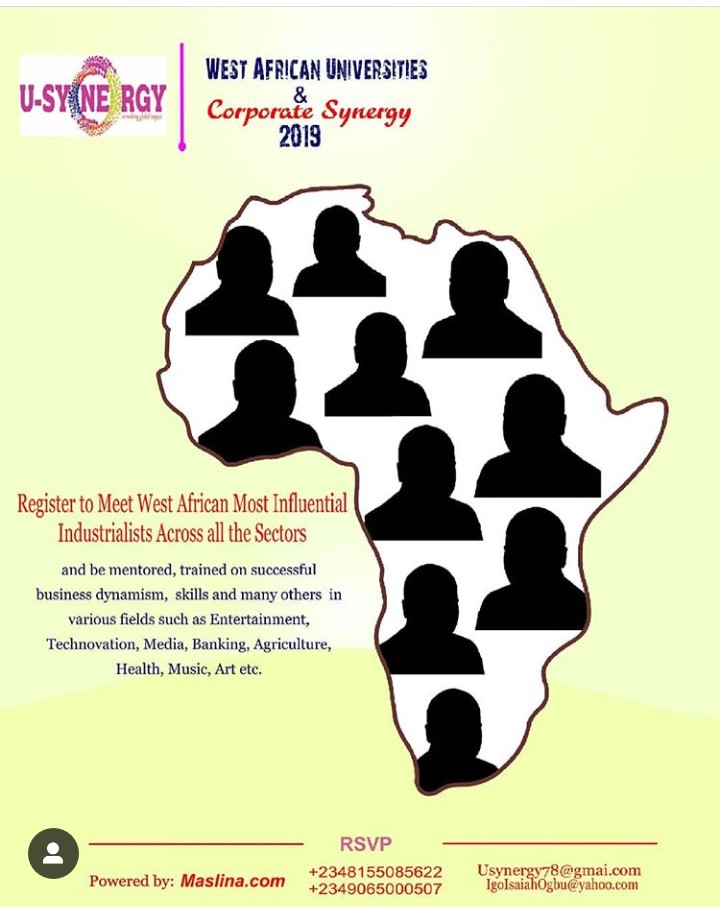 U-SYNERGY
West African Universities
&
Corporate Synergy
2019
Register to Meet West African Most Influential
Industrialists Across all the Sectors
and be mentored, trained on successful
business dynamism, skills and many others in
various fields such as Entertainment,
Technovation, Media, Banking, Agriculture,
Health, Music, Art etc.
RSVP
Powered by: Maslina.com
+2348155085622
+2349065000507
Usynergy78@gmai.com
IgoIsaiahOgbu@yahoo.com